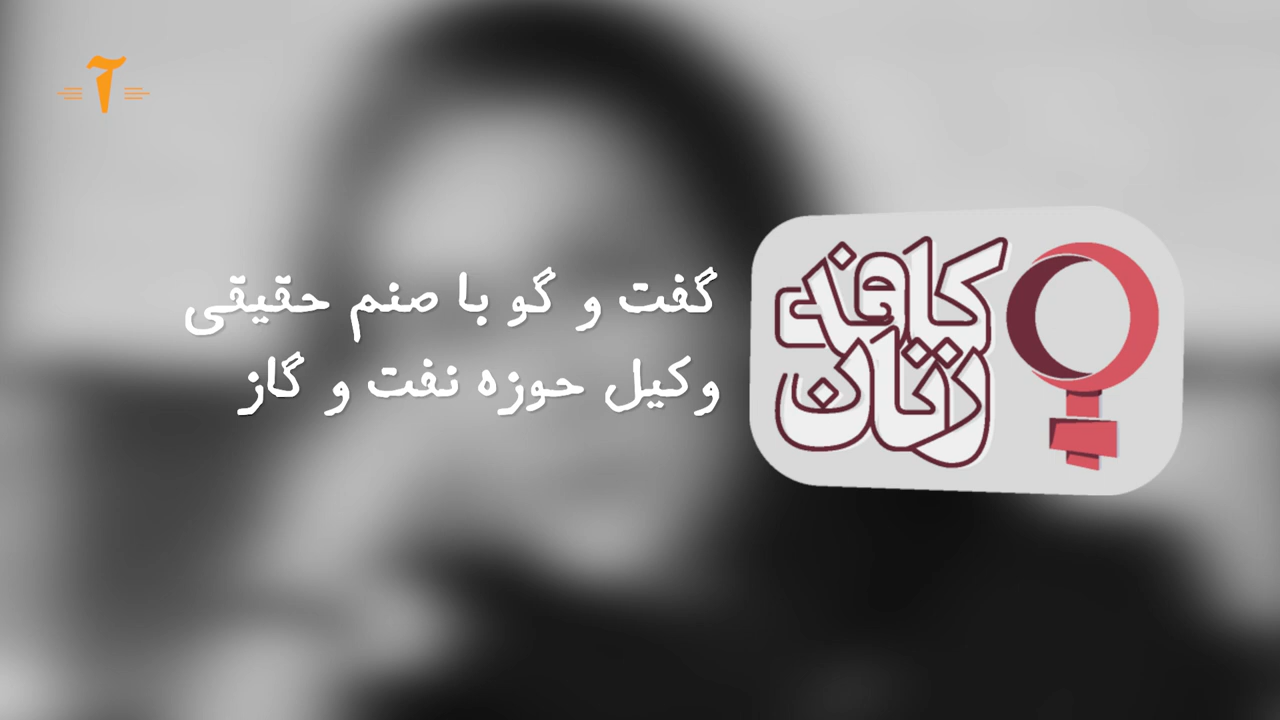 آ
گفت و گو با صنم حقیقی
وکیل حوزه نفت و گاز
کافه
زنان